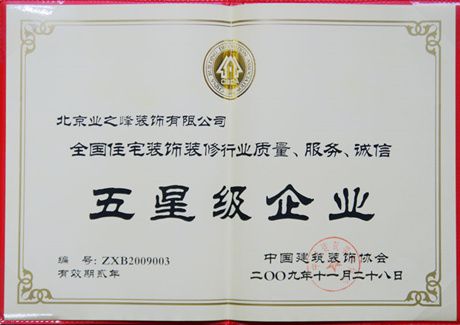 北京业之峰装饰有限公司
全国住宅装饰装修行业质量、服务、诚信
五星级企业
编 号: ZXB2009003
有效期贰年
中国建筑装饰协会
二〇〇九年十一月二十八日